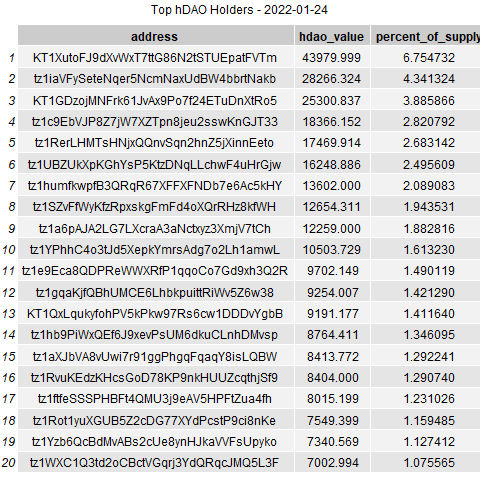 Top hDAO Holders - 2022-01-24
address hdao_value percent_of_supply
1 KT1XutoFJ9dXvWxT7ttG86N2tSTUEpatFVTm 43979.999 6.754732
2 tz1iaVFySeteNqer5NcmNaxUdBW4bbrtNakb 28266.324 4.341324
3 KT1GDzojMNFrk61JvAx9Po7f24ETuDnXtRo5 25300.837 3.885866
4 tz1c9EbVJP8Z7jW7XZTpn8jeu2sswKnGJT33 18366.152 2.820792
5 tz1RerLHMTsHNjxQQnvSqn2hnZ5jXinnEeto 17469.914 2.683142
6 tz1UBZUkXpKGhYsP5KtzDNqLLchwF4uHrGjw 16248.886 2.495609
7 tz1humfkwpfB3QRqR67XFFXFNDb7e6Ac5kHY 13602.000 2.089083
8 tz1SZvFfWyKfzRpxskgFmFd4oXQrRHz8kfWH 12654.311 1.943531
9 tz1a6pAJA2LG7LXcraA3aNctxyz3XmjV7tCh 12259.000 1.882816
10 tz1YPhhC4o3tJd5XepkYmrsAdg7o2Lh1amwL 10503.729 1.613230
11 tz1e9Eca8QDPReWWXRfP1qqoCo7Gd9xh3Q2R 9702.149 1.490119
12 tz1gqaKjfQBhUMCE6LhbkpuittRiWv5Z6w38 9254.007 1.421290
13 KT1QxLqukyfohPV5kPkw97Rs6cw1DDDvYgbB 9191.177 1.411640
14 tz1hb9PiWxQEf6J9xevPsUM6dkuCLnhDMvsp 8764.411 1.346095
15 tz1aXJbVA8vUwi7r91ggPhgqFqaqY8isLQBW 8413.772 1.292241
16 tz1RvuKEdzKHcsGoD78KP9nkHUUZcqthjSf9 8404.000 1.290740
17 tz1ftfeSSSPHBFt4QMU3j9eAV5HPFtZua4fh 8015.199 1.231026
18 tz1Rot1yuXGUB5Z2cDG77XYdPcstP9ci8nKe 7549.399 1.159485
19 tz1Yzb6QcBdMvABs2cUe8ynHJkaVVFsUpyko 7340.569 1.127412
20 tz1WXC1Q3td2oCBctVGqrj3YdQRqcJMQ5L3F 7002.994 1.075565